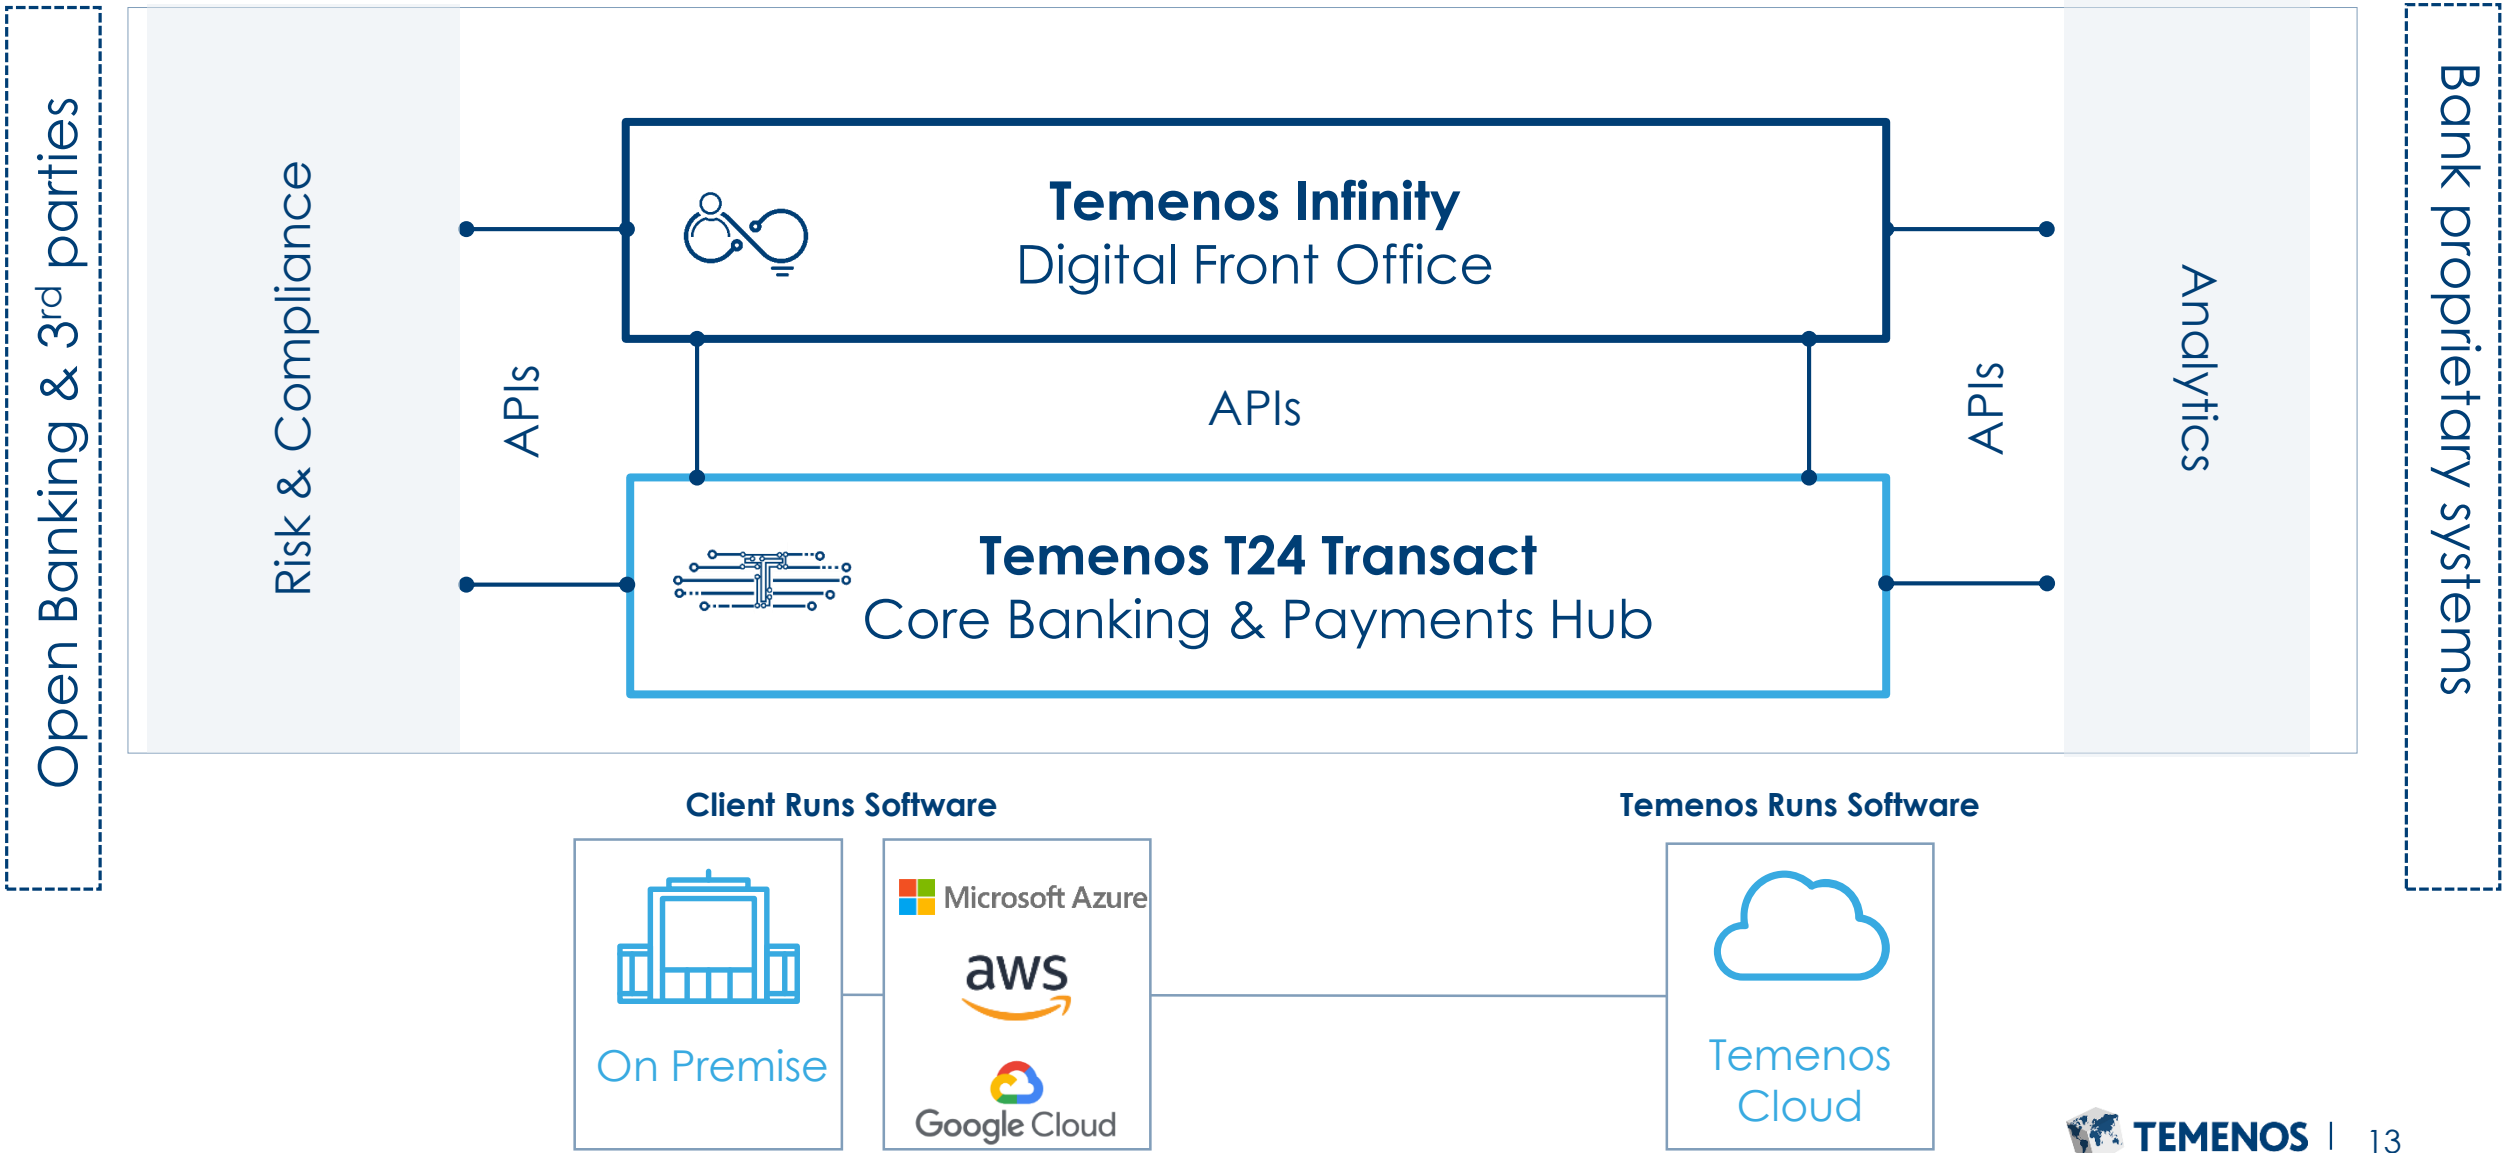 Open Banking & 3rd parties
Risk & Compliance
APIs
Temenos Infinity
Digital Front Office
APIs
Temenos T24 Transact
Core Banking & Payments Hub
APIs
Analytics
Bank proprietary systems
Client Runs Software
Temenos Runs Software
On Premise
Microsoft Azure
aws
Google Cloud
Temenos
Cloud
TEMENOS | 13